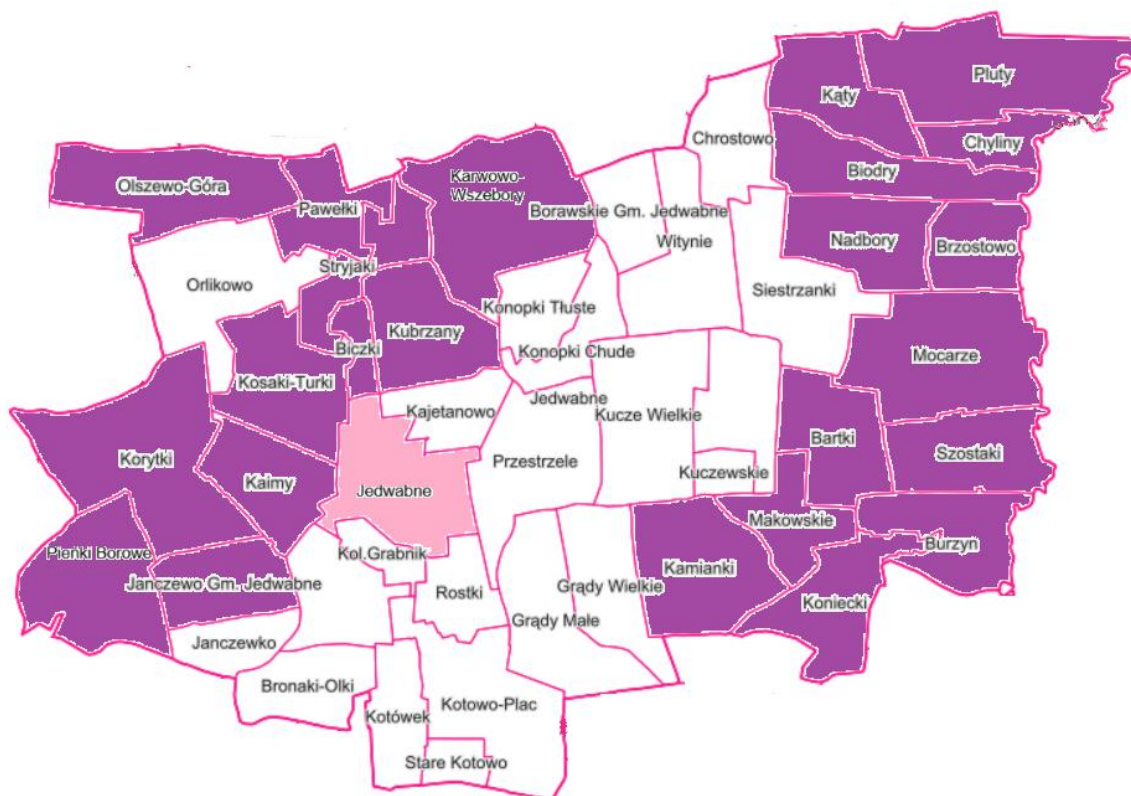 Pluty
Kąty
Chrostowo
Chyliny
Biodry
Olszewo-Góra
Karwowo-
Wszebory
Pawełki
Borawskie Gm. Jedwabne
Witynie
Nadbory
Brzostowo
Stryjaki
Orlikowo
Siestrzanki
Konopki Tłuste
Kubrzany
Biczki
Konopki Chude
Mocarze
Kosaki-Turki
Jedwabne
Kajetanowo
Kucze Wielkie
Bartki
Szostaki
Korytki
Przestrzele
Kuczewskie
Kaimy
Jedwabne
Makowskie
Burzyn
Pieńki Borowe
Kol.Grabnik
Kamianki
Janczewo Gm. Jedwabne
Rostki
Grądy Wielkie
Koniecki
Grądy Małe
Janczewko
Bronaki-Olki
Kotowo-Plac
Kotówek
Stare Kotowo